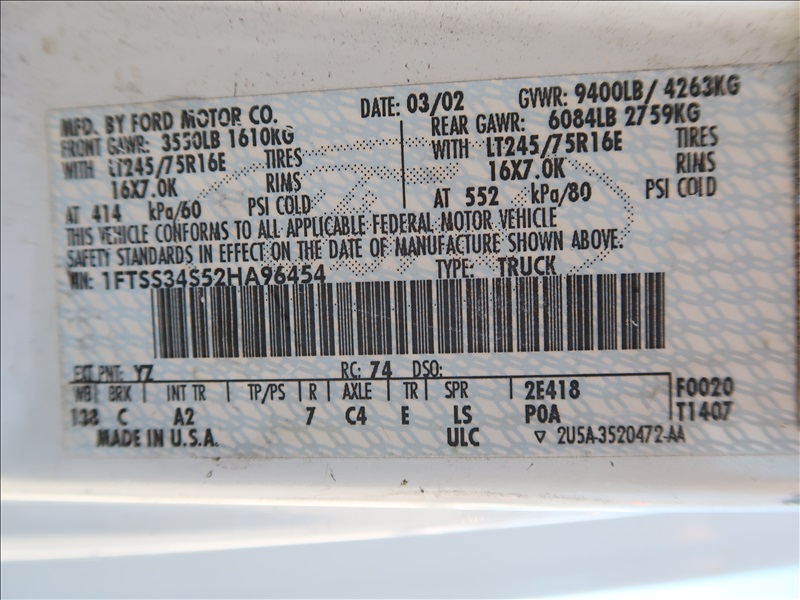 MFD. BY FORD MOTOR CO. DATE: 03/02 GVWR: 9400LB/ 4263KG
FRONT GAWR: 3550LB 1610KG REAR GAWR: 6084LB 2759KG
WITH LT245/75R16E TIRES WITH LT245/75R16E TIRES
16X7.0K RIMS 16X7.0K RIMS
AT 414 kPa/60 PSI COLD AT 552 kPa/80 PSI COLD
THIS VEHICLE CONFORMS TO ALL APPLICABLE FEDERAL MOTOR VEHICLE
SAFETY STANDARDS IN EFFECT ON THE DATE OF MANUFACTURE SHOWN ABOVE.
VIN: 1FTSS34S52HA96454 TYPE: TRUCK
EXT PNT: YZ RC: 74 DSO:
WB BRK INT TR TP/PS R AXLE TR SPR 2E418 F0020
138 C A2 7 C4 E LS P0A T1407
MADE IN U.S.A. ULC ▽ 2U5A-3520472-AA